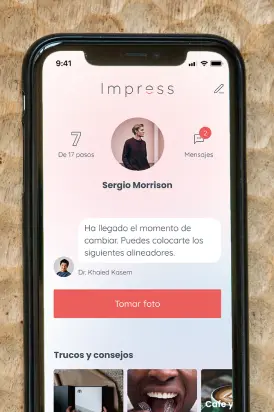 9:41
Impress
7
2
De 17 pasos
Mensajes
Sergio Morrison
Ha llegado el momento de
cambiar. Puedes colocarte los
siguientes alineadores.
Dr. Khaled Kasem
Tomar foto
Trucos y consejos
Café y